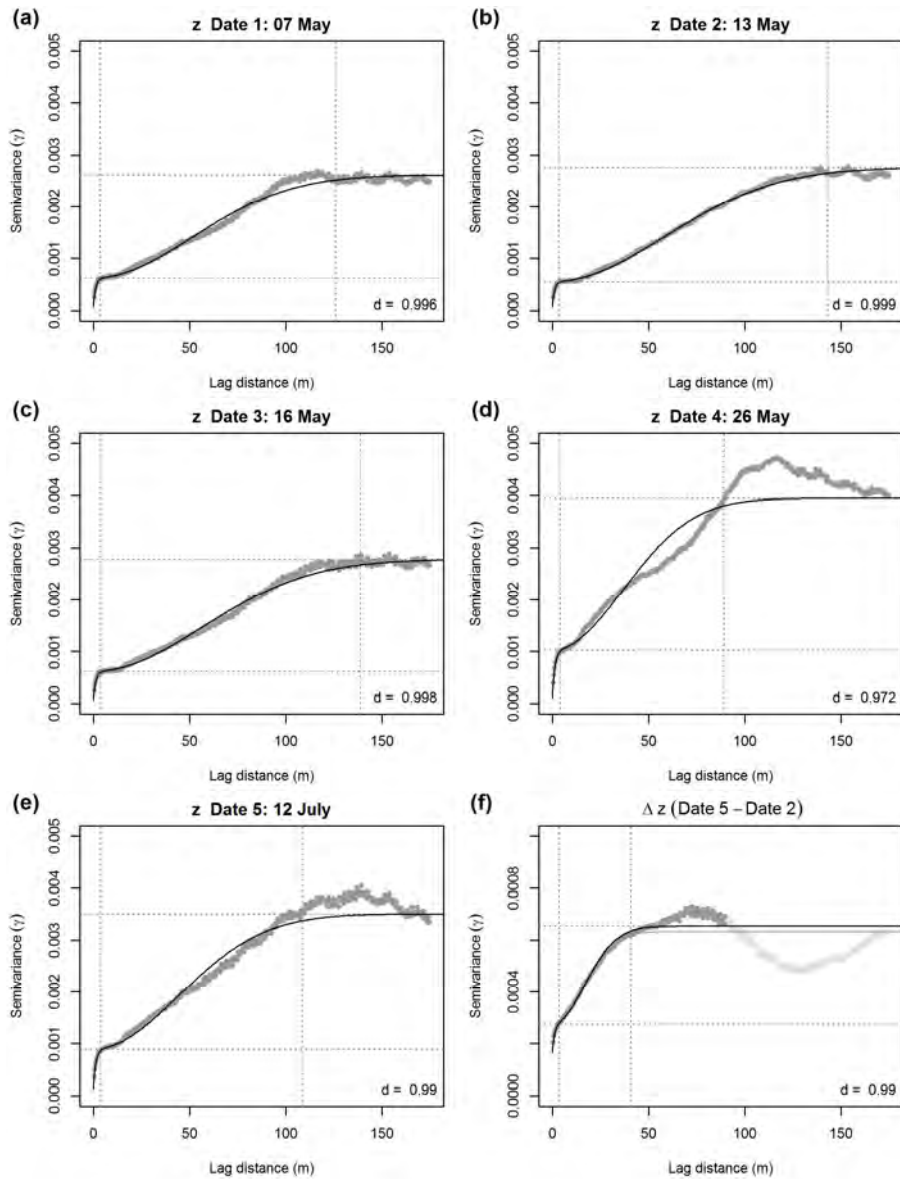 (a)
z Date 1: 07 May
Semivariance (γ)
0.005
0.004
0.003
0.002
0.001
0.000
d = 0.996
0 50 100 150
Lag distance (m)
(b)
z Date 2: 13 May
Semivariance (γ)
0.005
0.004
0.003
0.002
0.001
0.000
d = 0.999
0 50 100 150
Lag distance (m)
(c)
z Date 3: 16 May
Semivariance (γ)
0.005
0.004
0.003
0.002
0.001
0.000
d = 0.998
0 50 100 150
Lag distance (m)
(d)
z Date 4: 26 May
Semivariance (γ)
0.005
0.004
0.003
0.002
0.001
0.000
d = 0.972
0 50 100 150
Lag distance (m)
(e)
z Date 5: 12 July
Semivariance (γ)
0.005
0.004
0.003
0.002
0.001
0.000
d = 0.99
0 50 100 150
Lag distance (m)
(f)
Δ z (Date 5 – Date 2)
Semivariance (γ)
0.0008
0.0004
0.0000
d = 0.99
0 50 100 150
Lag distance (m)